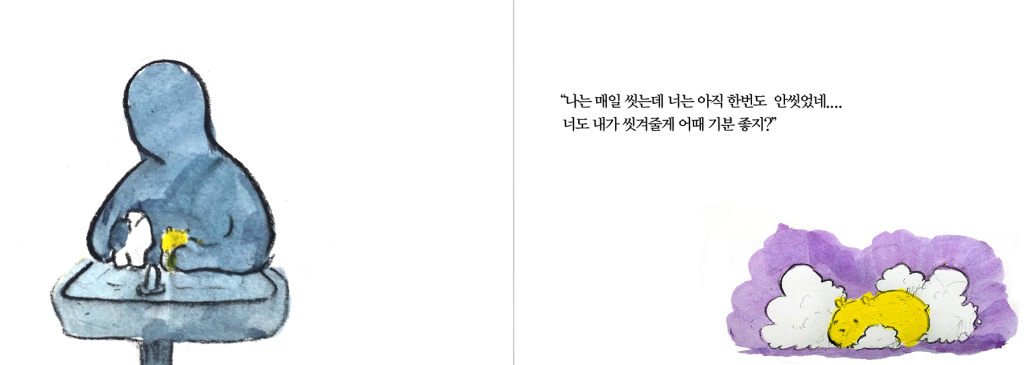 “나는 매일 씻는데 너는 아직 한번도 안씻었네....
너도 내가 씻겨줄게 어때 기분 좋지?”